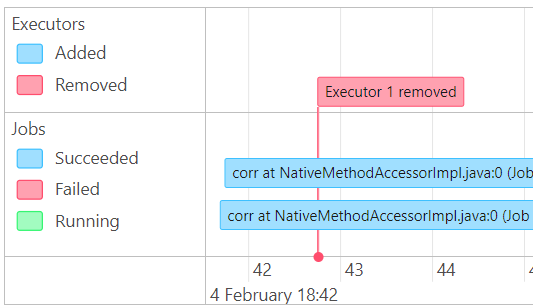 Executors
Added
Removed
Executor 1 removed
Jobs
Succeeded
Failed
Running
corr at NativeMethodAccessorImpl.java:0 (Job
corr at NativeMethodAccessorImpl.java:0 (Job
42 43 44
4 February 18:42